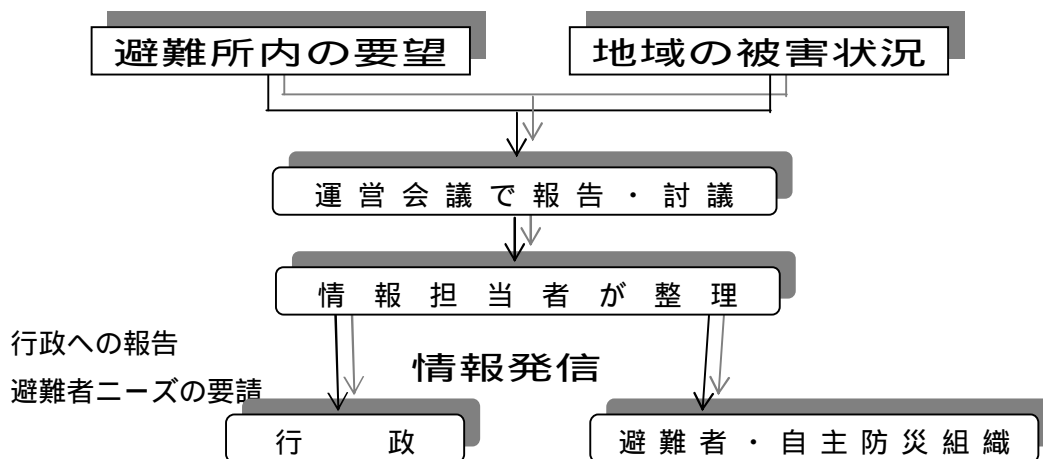 避難所内の要望
地域の被害状況
運営会議で報告・討議
情報担当者が整理
行政への報告
情報発信
避難者ニーズの要請
行政
避難者・自主防災組織